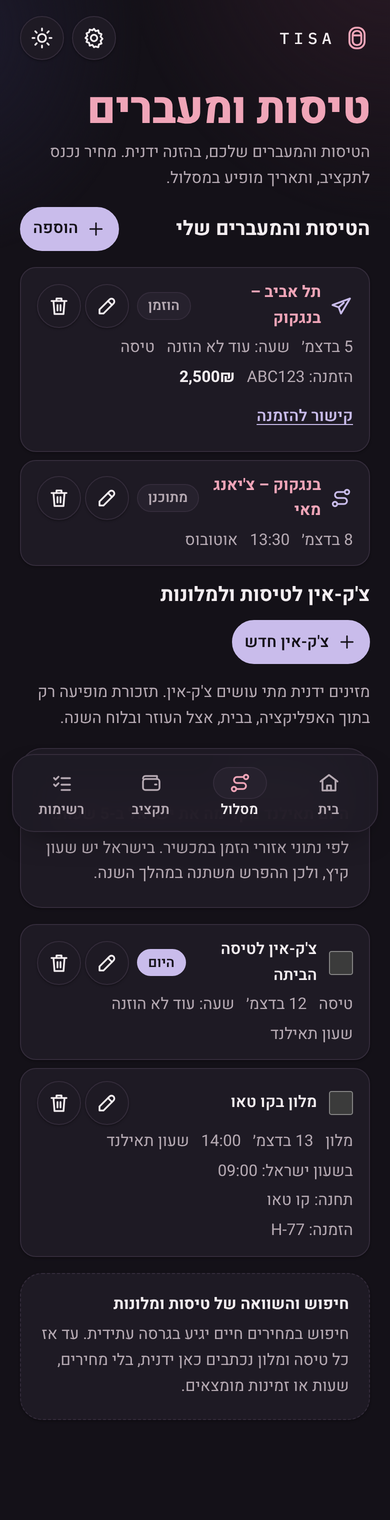 TISA
טיסות ומעברים
הטיסות והמעברים שלכם, בהזנה ידנית. מחיר נכנס
לתקציב, ותאריך מופיע במסלול.
הטיסות והמעברים שלי
הוספה
תל אביב –
בנגקוק
הוזמן
5 בדצמ׳ שעה: עוד לא הוזנה טיסה
הזמנה: ABC123 ‏2,500₪
קישור להזמנה
בנגקוק – צ'יאנג
מאי
מתוכנן
8 בדצמ׳ 13:30 אוטובוס
צ'ק-אין לטיסות ולמלונות
צ'ק-אין חדש
מזינים ידנית מתי עושים צ'ק-אין. תזכורת מופיעה רק
בתוך האפליקציה, בבית, אצל העוזר ובלוח השנה.
בית
מסלול
תקציב
רשימות
לפי נתוני אזורי הזמן במכשיר. בישראל יש שעון
קיץ, ולכן ההפרש משתנה במהלך השנה.
צ'ק-אין לטיסה
הביתה
היום
טיסה 12 בדצמ׳ שעה: עוד לא הוזנה
שעון תאילנד
מלון בקו טאו
מלון 13 בדצמ׳ 14:00 שעון תאילנד
בשעון ישראל: 09:00
תחנה: קו טאו
הזמנה: H-77
חיפוש והשוואה של טיסות ומלונות
חיפוש במחירים חיים יגיע בגרסה עתידית. עד אז
כל טיסה ומלון נכתבים כאן ידנית, בלי מחירים,
שעות או זמינות מומצאים.